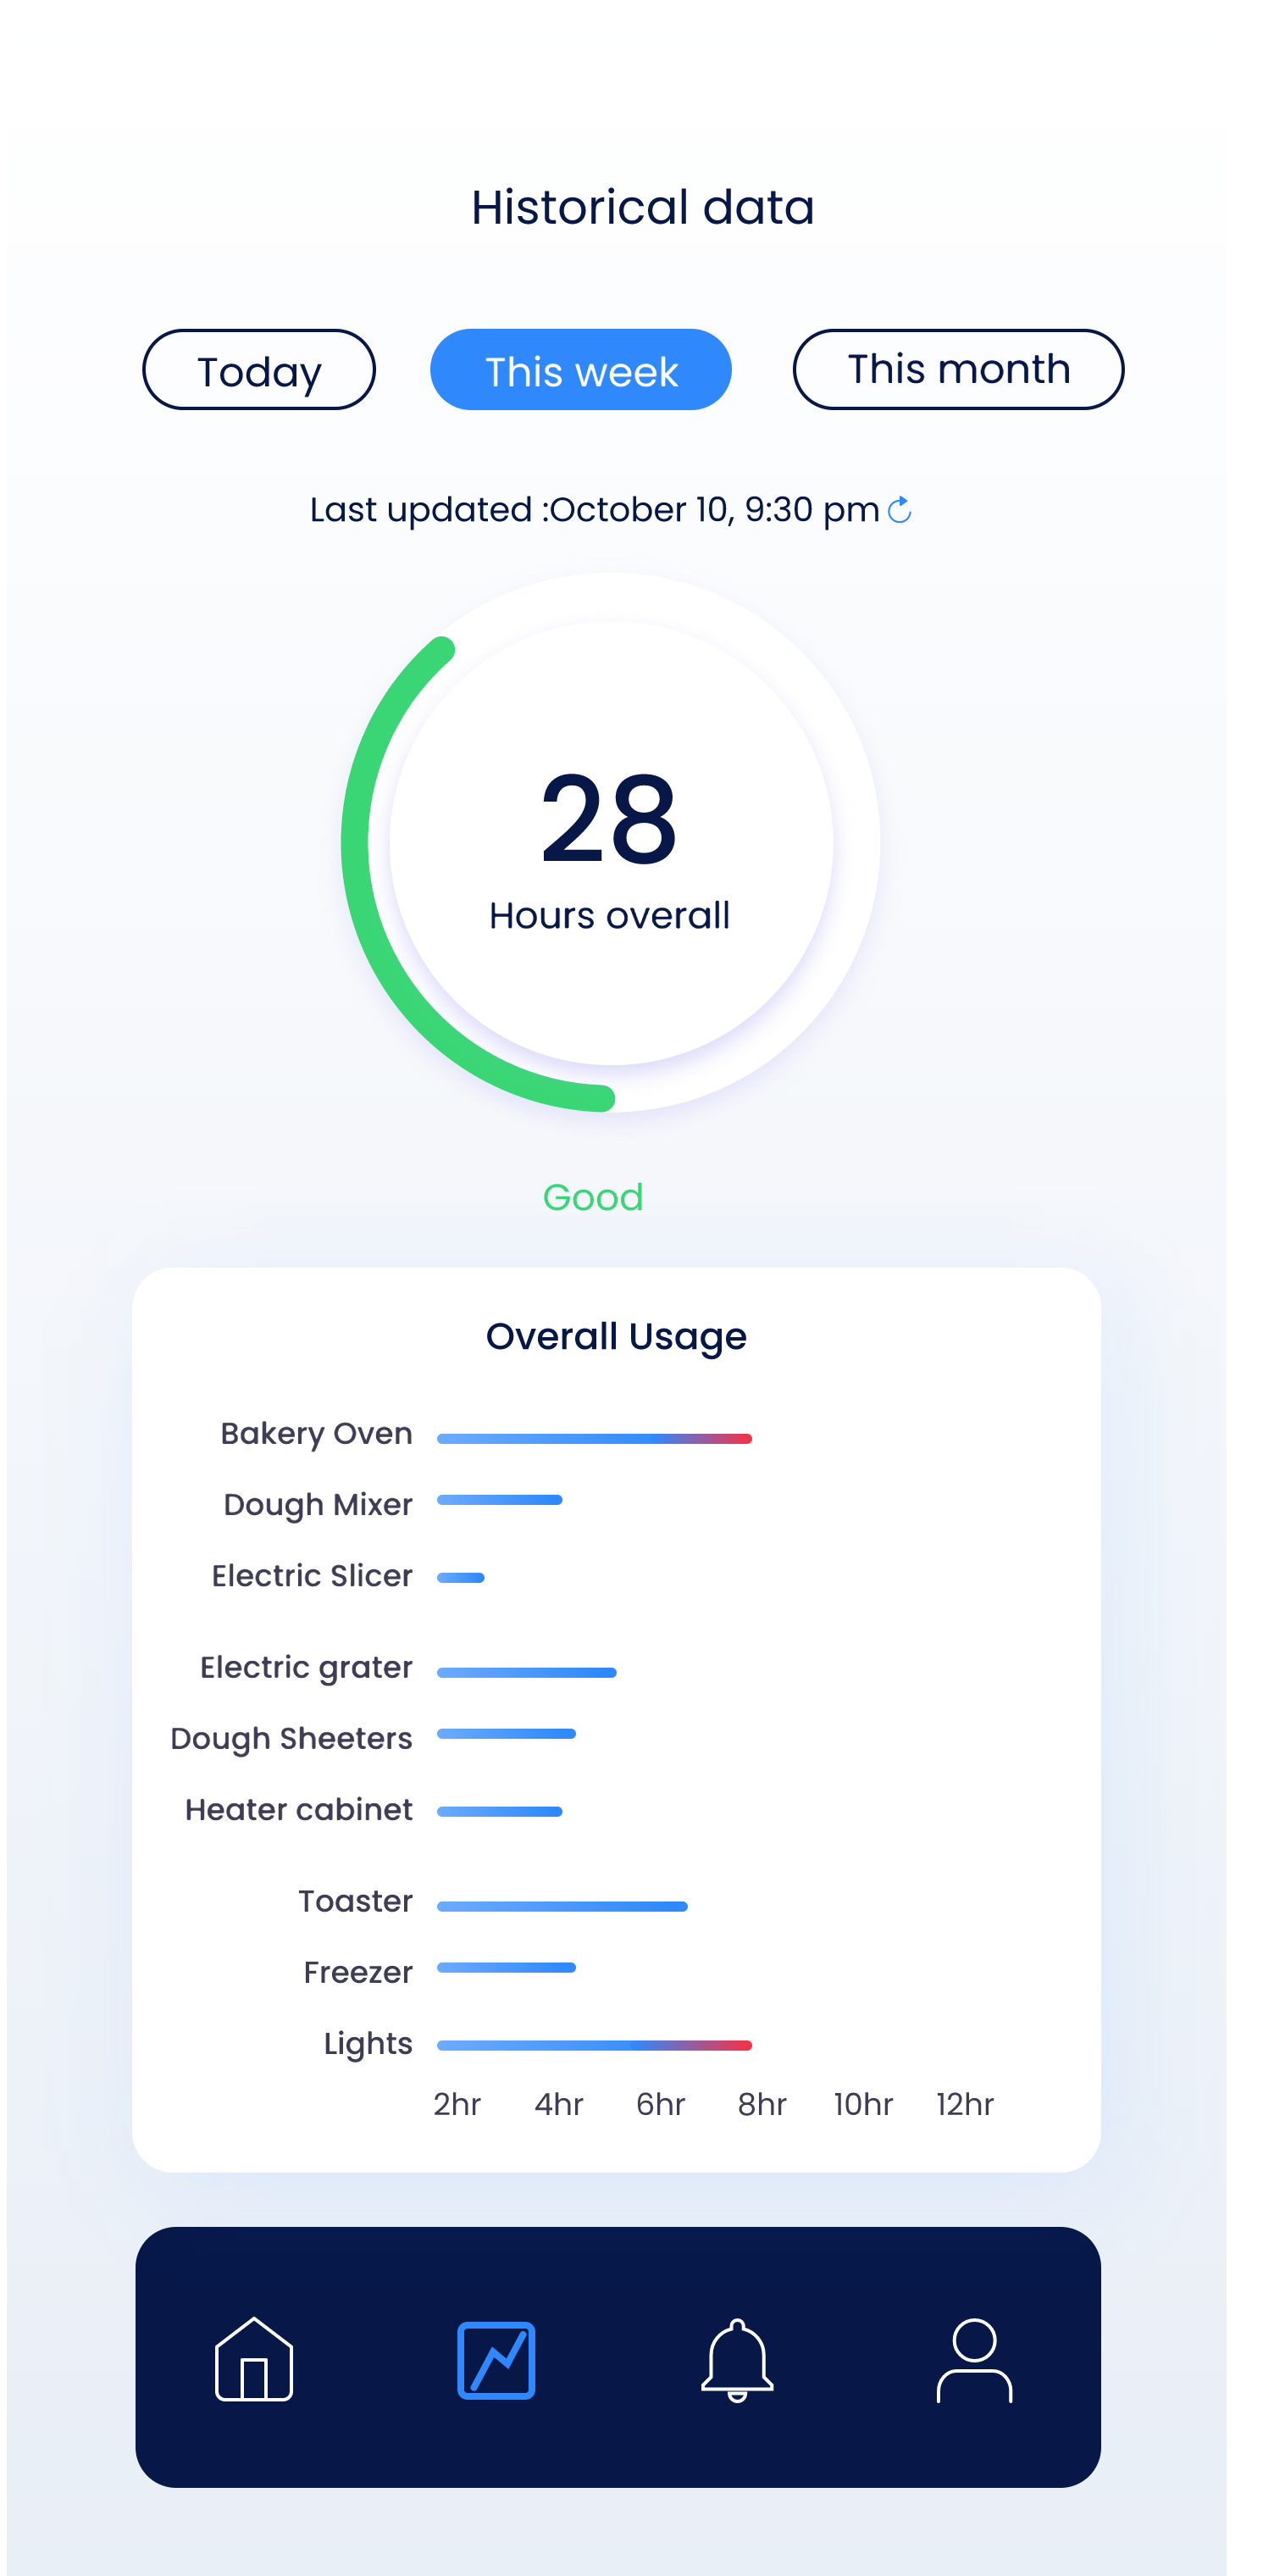 Historical data
Today This week This month
Last updated :October 10, 9:30 pm
28
Hours overall
Good
Overall Usage
Bakery Oven
Dough Mixer
Electric Slicer
Electric grater
Dough Sheeters
Heater cabinet
Toaster
Freezer
Lights
2hr 4hr 6hr 8hr 10hr 12hr